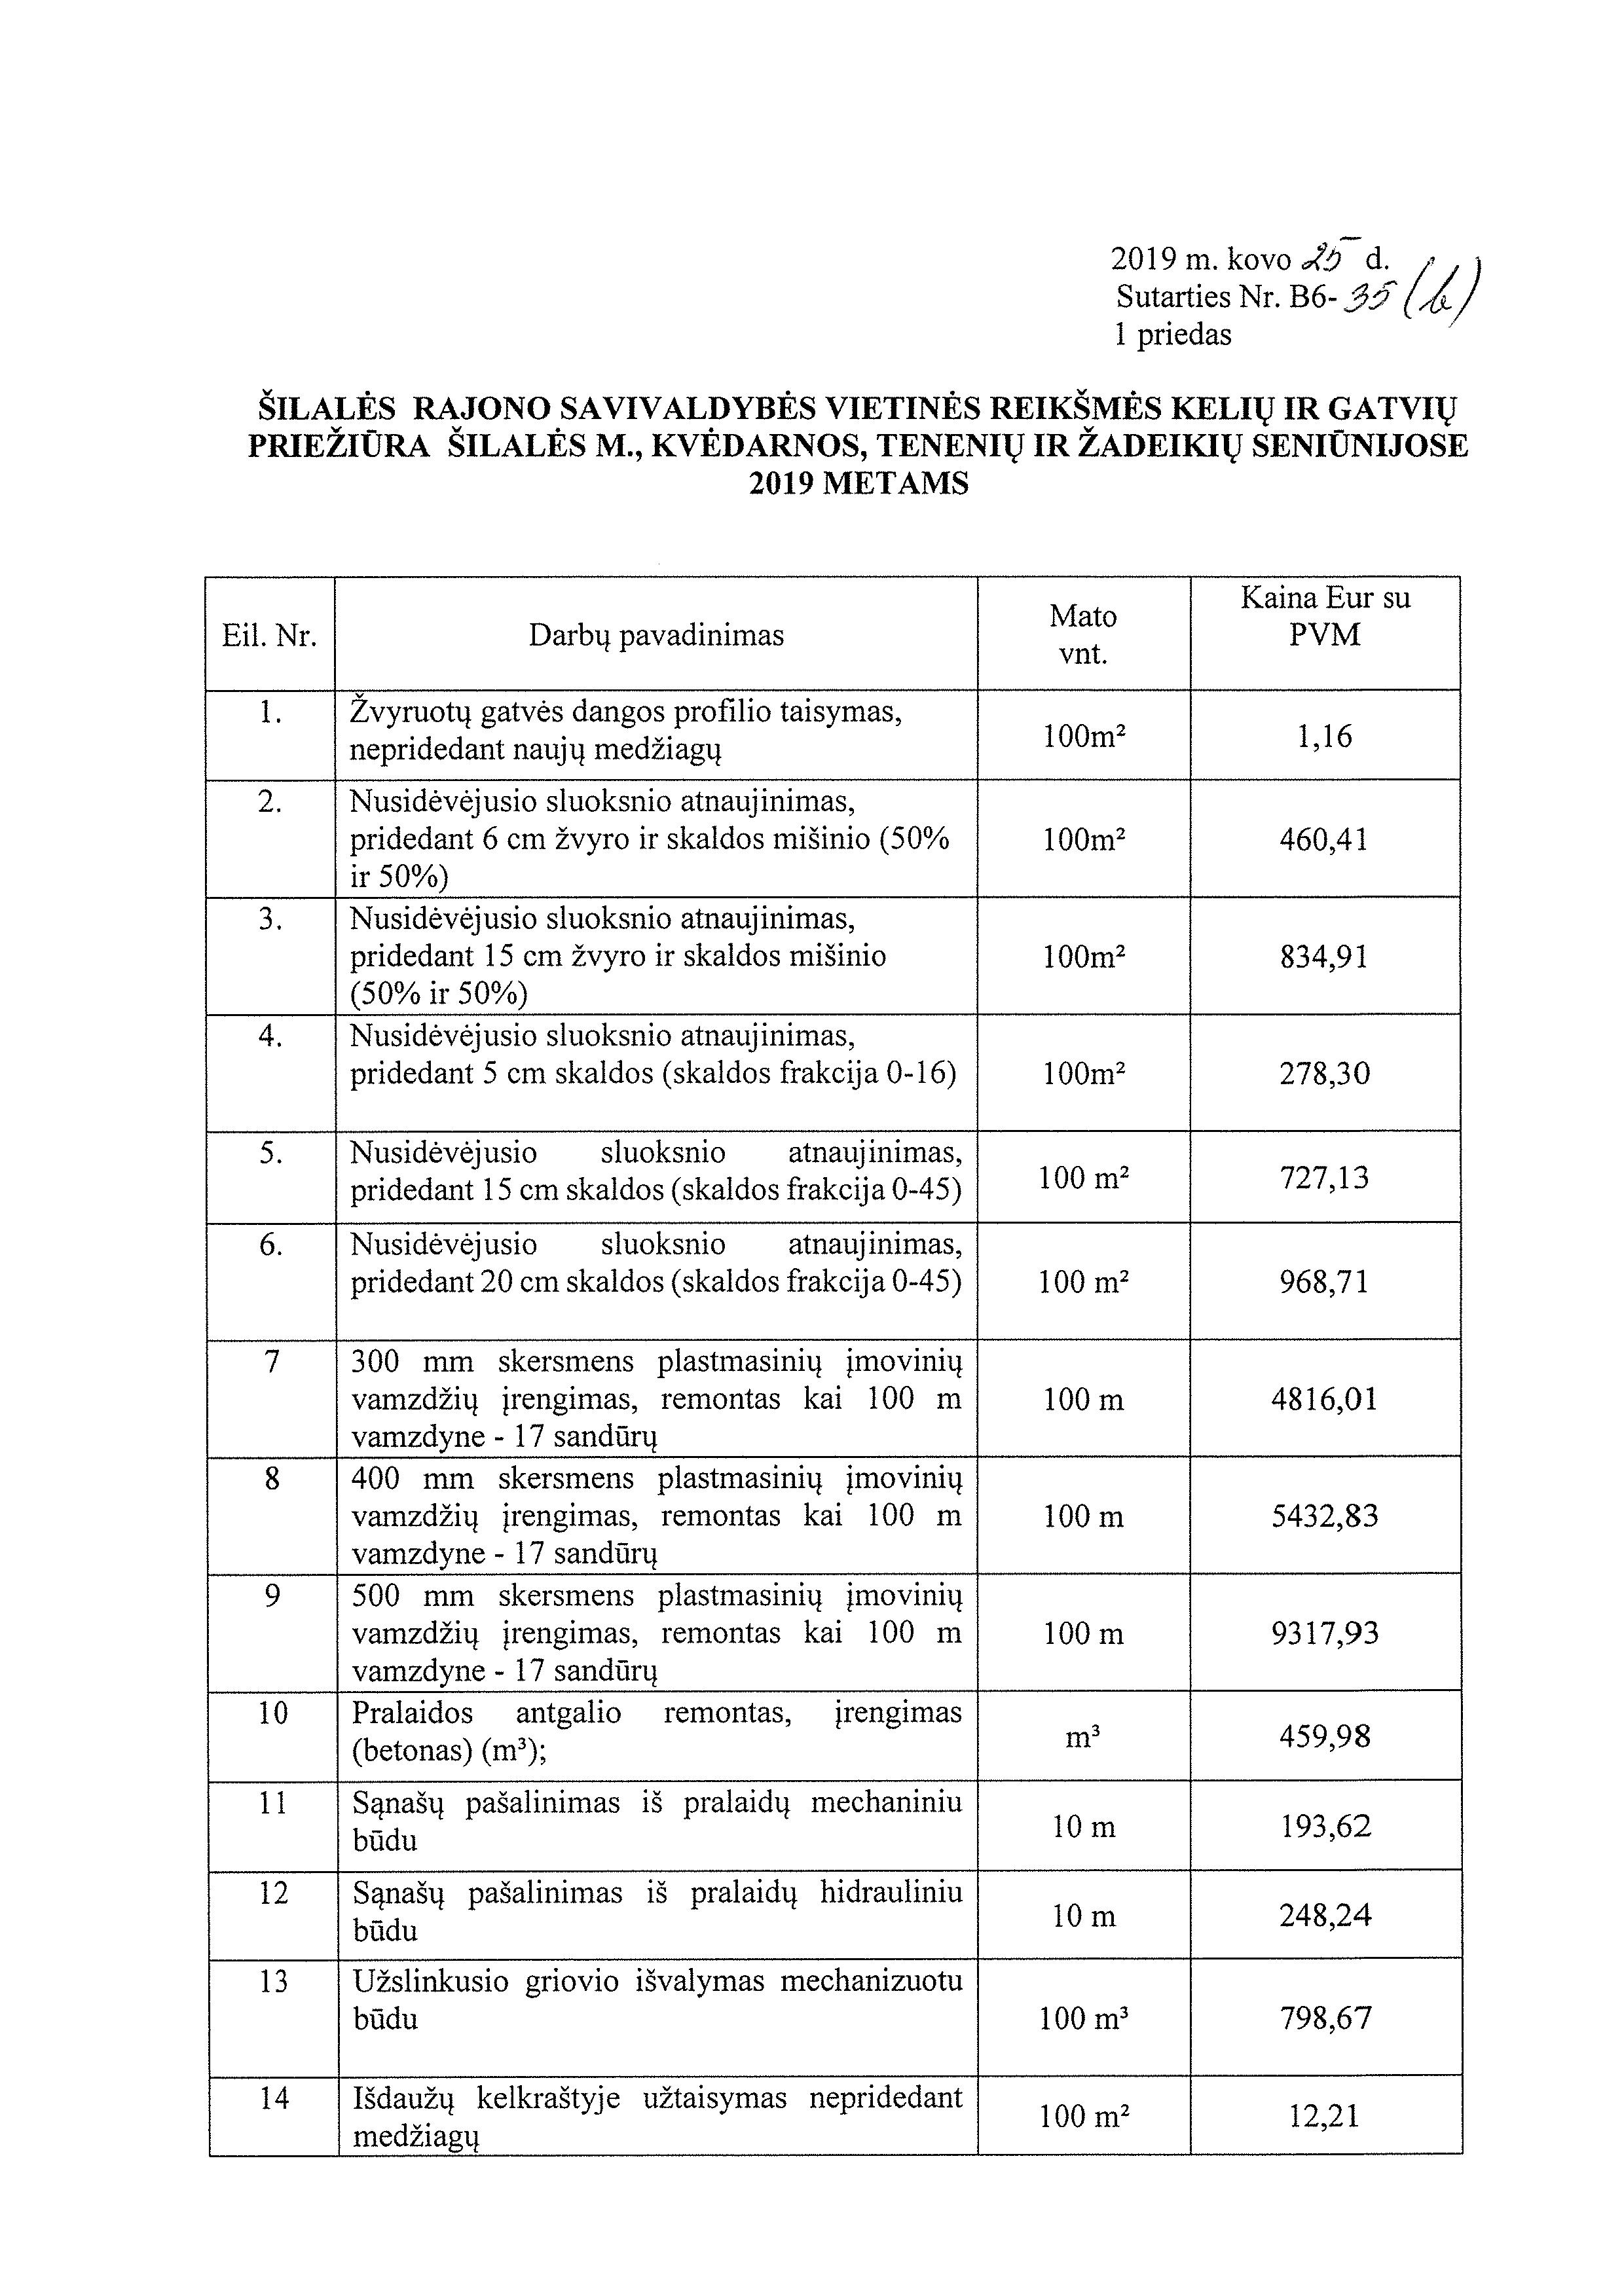 2019 m. kovo 25 d.
Sutarties Nr. B6- 35 (6)
1 priedas
ŠILALĖS RAJONO SAVIVALDYBĖS VIETINĖS REIKŠMĖS KELIŲ IR GATVIŲ
PRIEŽIŪRA ŠILALĖS M., KVĖDARNOS, TENENIŲ IR ŽADEIKIŲ SENIŪNIJOSE
2019 METAMS
Eil. Nr.
Darbų pavadinimas
Mato
vnt.
Kaina Eur su
PVM
1.
Žvyruotų gatvės dangos profilio taisymas,
nepridedant naujų medžiagų
100m²
1,16
2.
Nusidėvėjusio sluoksnio atnaujinimas,
pridedant 6 cm žvyro ir skaldos mišinio (50%
ir 50%)
100m²
460,41
3.
Nusidėvėjusio sluoksnio atnaujinimas,
pridedant 15 cm žvyro ir skaldos mišinio
(50% ir 50%)
100m²
834,91
4.
Nusidėvėjusio sluoksnio atnaujinimas,
pridedant 5 cm skaldos (skaldos frakcija 0-16)
100m²
278,30
5.
Nusidėvėjusio sluoksnio atnaujinimas,
pridedant 15 cm skaldos (skaldos frakcija 0-45)
100 m²
727,13
6.
Nusidėvėjusio sluoksnio atnaujinimas,
pridedant 20 cm skaldos (skaldos frakcija 0-45)
100 m²
968,71
7
300 mm skersmens plastmasinių įmovinių
vamzdžių įrengimas, remontas kai 100 m
vamzdyne - 17 sandūrų
100 m
4816,01
8
400 mm skersmens plastmasinių įmovinių
vamzdžių įrengimas, remontas kai 100 m
vamzdyne - 17 sandūrų
100 m
5432,83
9
500 mm skersmens plastmasinių įmovinių
vamzdžių įrengimas, remontas kai 100 m
vamzdyne - 17 sandūrų
100 m
9317,93
10
Pralaidos antgalio remontas, įrengimas
(betonas) (m³);
m³
459,98
11
Sąnašų pašalinimas iš pralaidų mechaniniu
būdu
10 m
193,62
12
Sąnašų pašalinimas iš pralaidų hidrauliniu
būdu
10 m
248,24
13
Užslinkusio griovio išvalymas mechanizuotu
būdu
100 m³
798,67
14
Išdaužų kelkraštyje užtaisymas nepridedant
medžiagų
100 m²
12,21